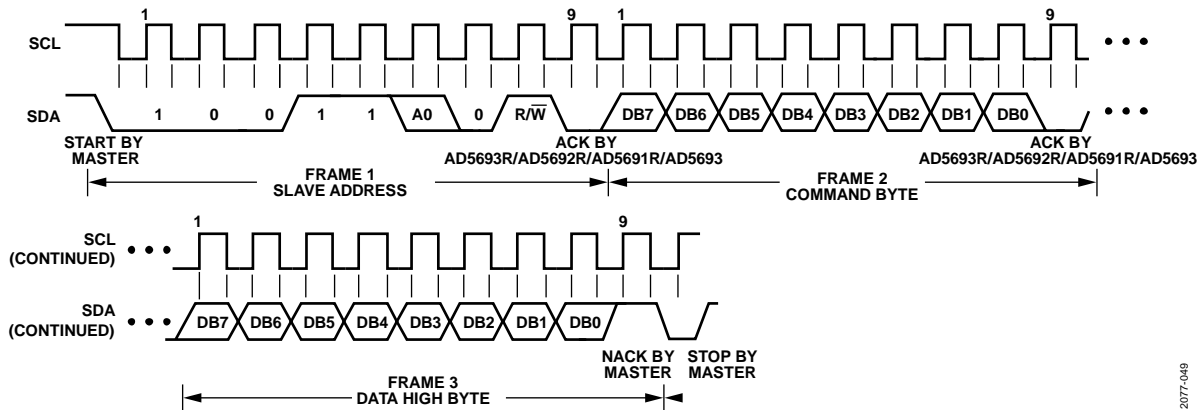 1 9 1 9
SCL
SDA 1 0 0 1 1 A0 0 R/W̅ DB7 DB6 DB5 DB4 DB3 DB2 DB1 DB0
START BY MASTER
ACK BY AD5693R/AD5692R/AD5691R/AD5693
ACK BY AD5693R/AD5692R/AD5691R/AD5693
FRAME 1
SLAVE ADDRESS
FRAME 2
COMMAND BYTE
1 9
SCL
(CONTINUED)
SDA
(CONTINUED)
DB7 DB6 DB5 DB4 DB3 DB2 DB1 DB0
NACK BY
MASTER
STOP BY
MASTER
FRAME 3
DATA HIGH BYTE
2077-049